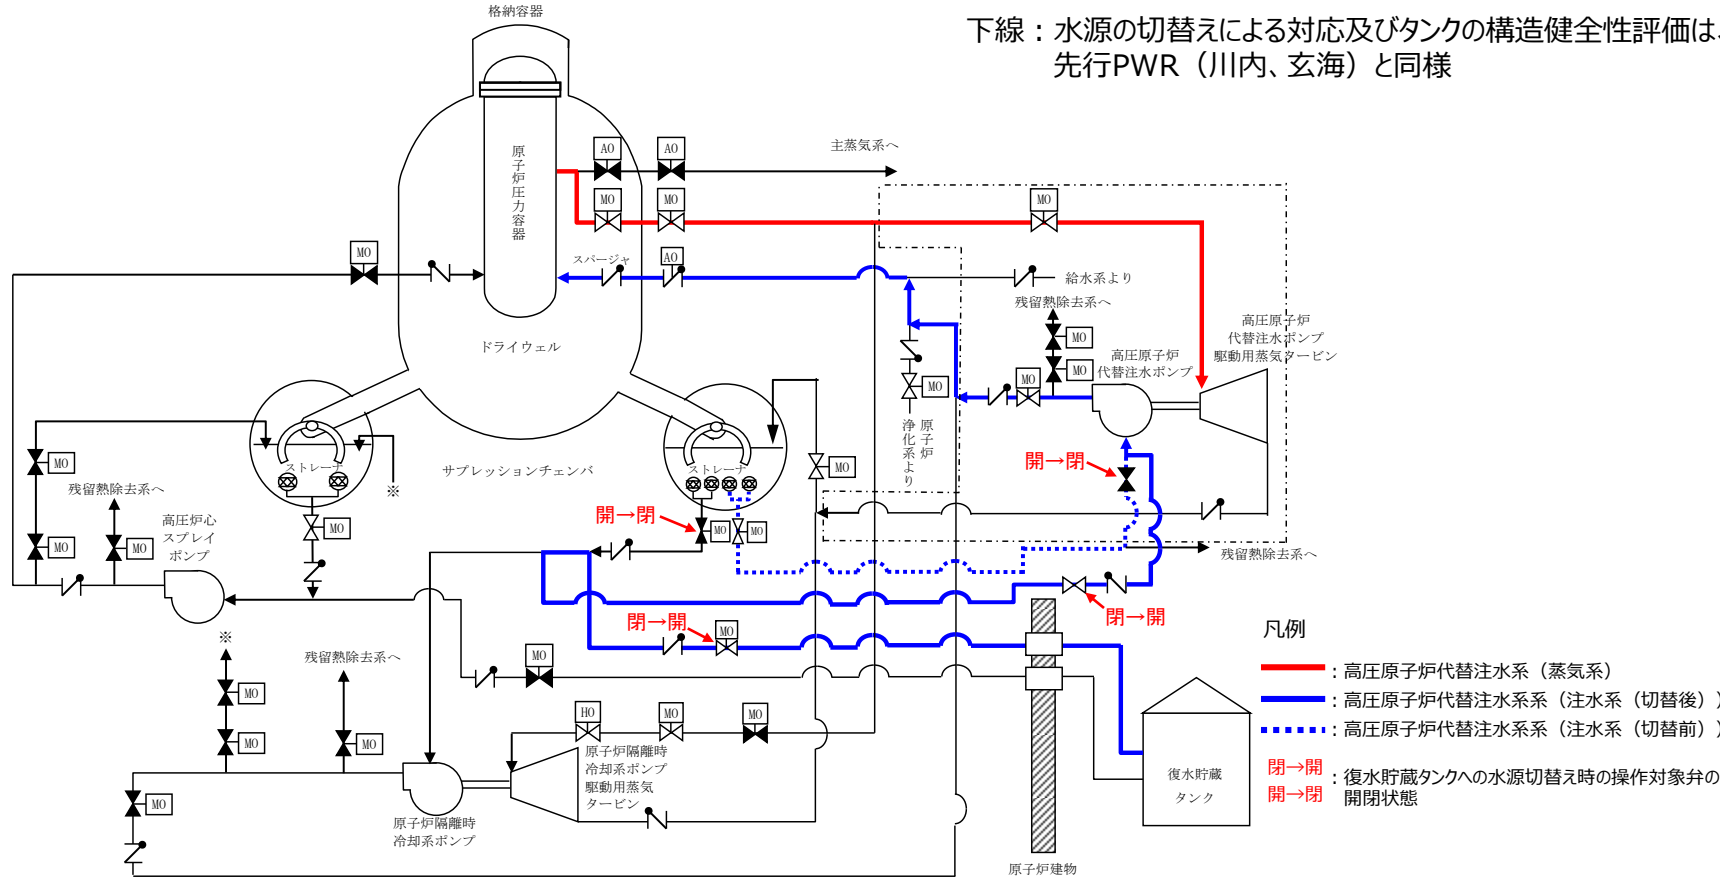 格納容器
下線：水源の切替えによる対応及びタンクの構造健全性評価は、
先行PWR（川内、玄海）と同様
原子炉圧力容器
AO
AO
主蒸気系へ
MO
MO
MO
MO
スパージャ
AO
給水系より
残留熱除去系へ
MO
MO
高圧原子炉
代替注水ポンプ
駆動用蒸気タービン
高圧原子炉
代替注水ポンプ
ドライウェル
MO
MO
原子炉
浄化系より
ストレーナ
ストレーナ
サプレッションチェンバ
MO
MO
※
開→閉
残留熱除去系へ
高圧炉心
スプレイ
ポンプ
MO
MO
MO
開→閉
MO
MO
残留熱除去系へ
閉→開
閉→開
MO
※
残留熱除去系へ
MO
MO
MO
MO
HO
MO
MO
原子炉隔離時
冷却系ポンプ
駆動用蒸気
タービン
MO
原子炉隔離時
冷却系ポンプ
復水貯蔵
タンク
原子炉建物
凡例
：高圧原子炉代替注水系（蒸気系）
：高圧原子炉代替注水系系（注水系（切替後））
：高圧原子炉代替注水系系（注水系（切替前））
閉→開
開→閉
：復水貯蔵タンクへの水源切替え時の操作対象弁の
開閉状態